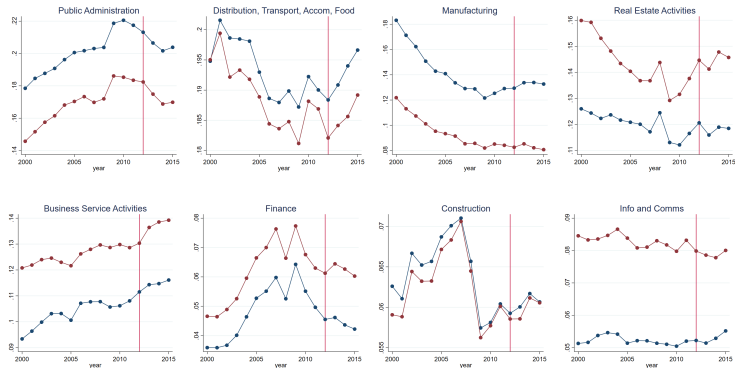 Public Administration
.22
.2
.18
.16
.14
2000 2005 2010 2015
year
Distribution, Transport, Accom, Food
.2
.195
.19
.185
.18
2000 2005 2010 2015
year
Manufacturing
.18
.16
.14
.12
.1
.08
2000 2005 2010 2015
year
Real Estate Activities
.16
.15
.14
.13
.12
.11
2000 2005 2010 2015
year
Business Service Activities
.14
.13
.12
.11
.1
.09
2000 2005 2010 2015
year
Finance
.08
.07
.06
.05
.04
2000 2005 2010 2015
year
Construction
.07
.065
.06
.055
2000 2005 2010 2015
year
Info and Comms
.09
.08
.07
.06
.05
2000 2005 2010 2015
year